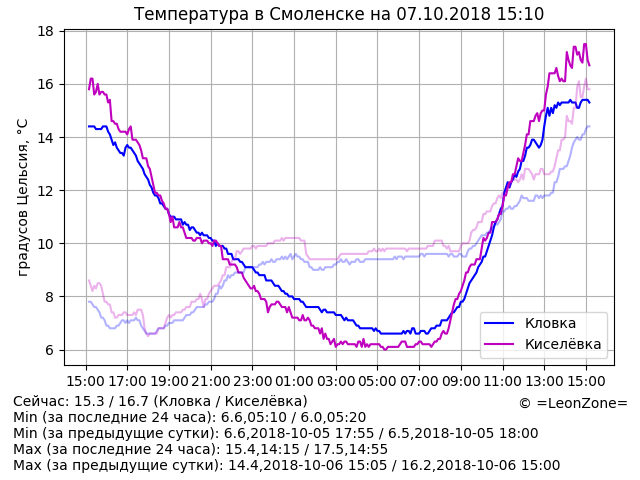 Температура в Смоленске на 07.10.2018 15:10
градусов Цельсия, °C
18
16
14
12
10
8
6
15:00 17:00 19:00 21:00 23:00 01:00 03:00 05:00 07:00 09:00 11:00 13:00 15:00
Кловка
Киселёвка
Сейчас: 15.3 / 16.7 (Кловка / Киселёвка)
© =LeonZone=
Min (за последние 24 часа): 6.6,05:10 / 6.0,05:20
Min (за предыдущие сутки): 6.6,2018-10-05 17:55 / 6.5,2018-10-05 18:00
Max (за последние 24 часа): 15.4,14:15 / 17.5,14:55
Max (за предыдущие сутки): 14.4,2018-10-06 15:05 / 16.2,2018-10-06 15:00